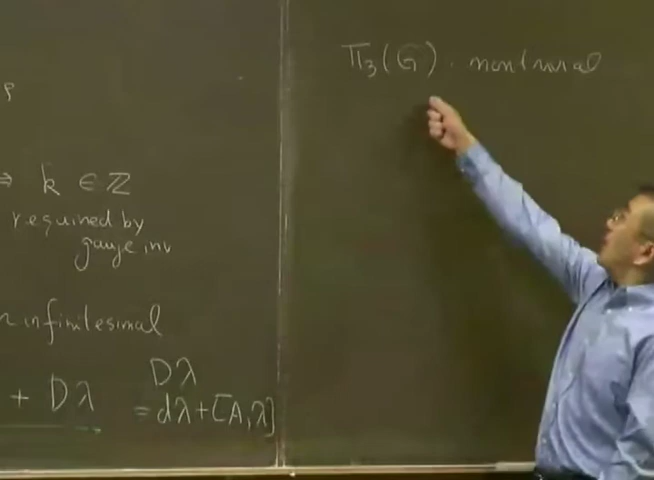 ⇒ k ∈ ℤ
required by
gauge inv
infinitesimal
Dλ
+ Dλ = dλ + [A, λ]
π₃(G). nontrivial